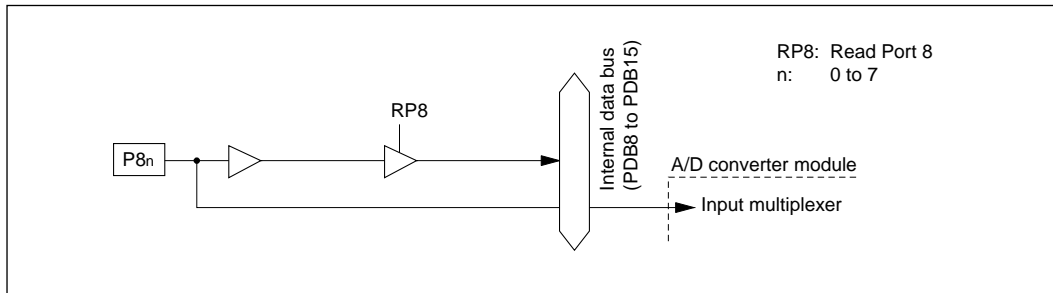 RP8: Read Port 8
n: 0 to 7
Internal data bus
(PDB8 to PDB15)
RP8
P8n
A/D converter module
Input multiplexer